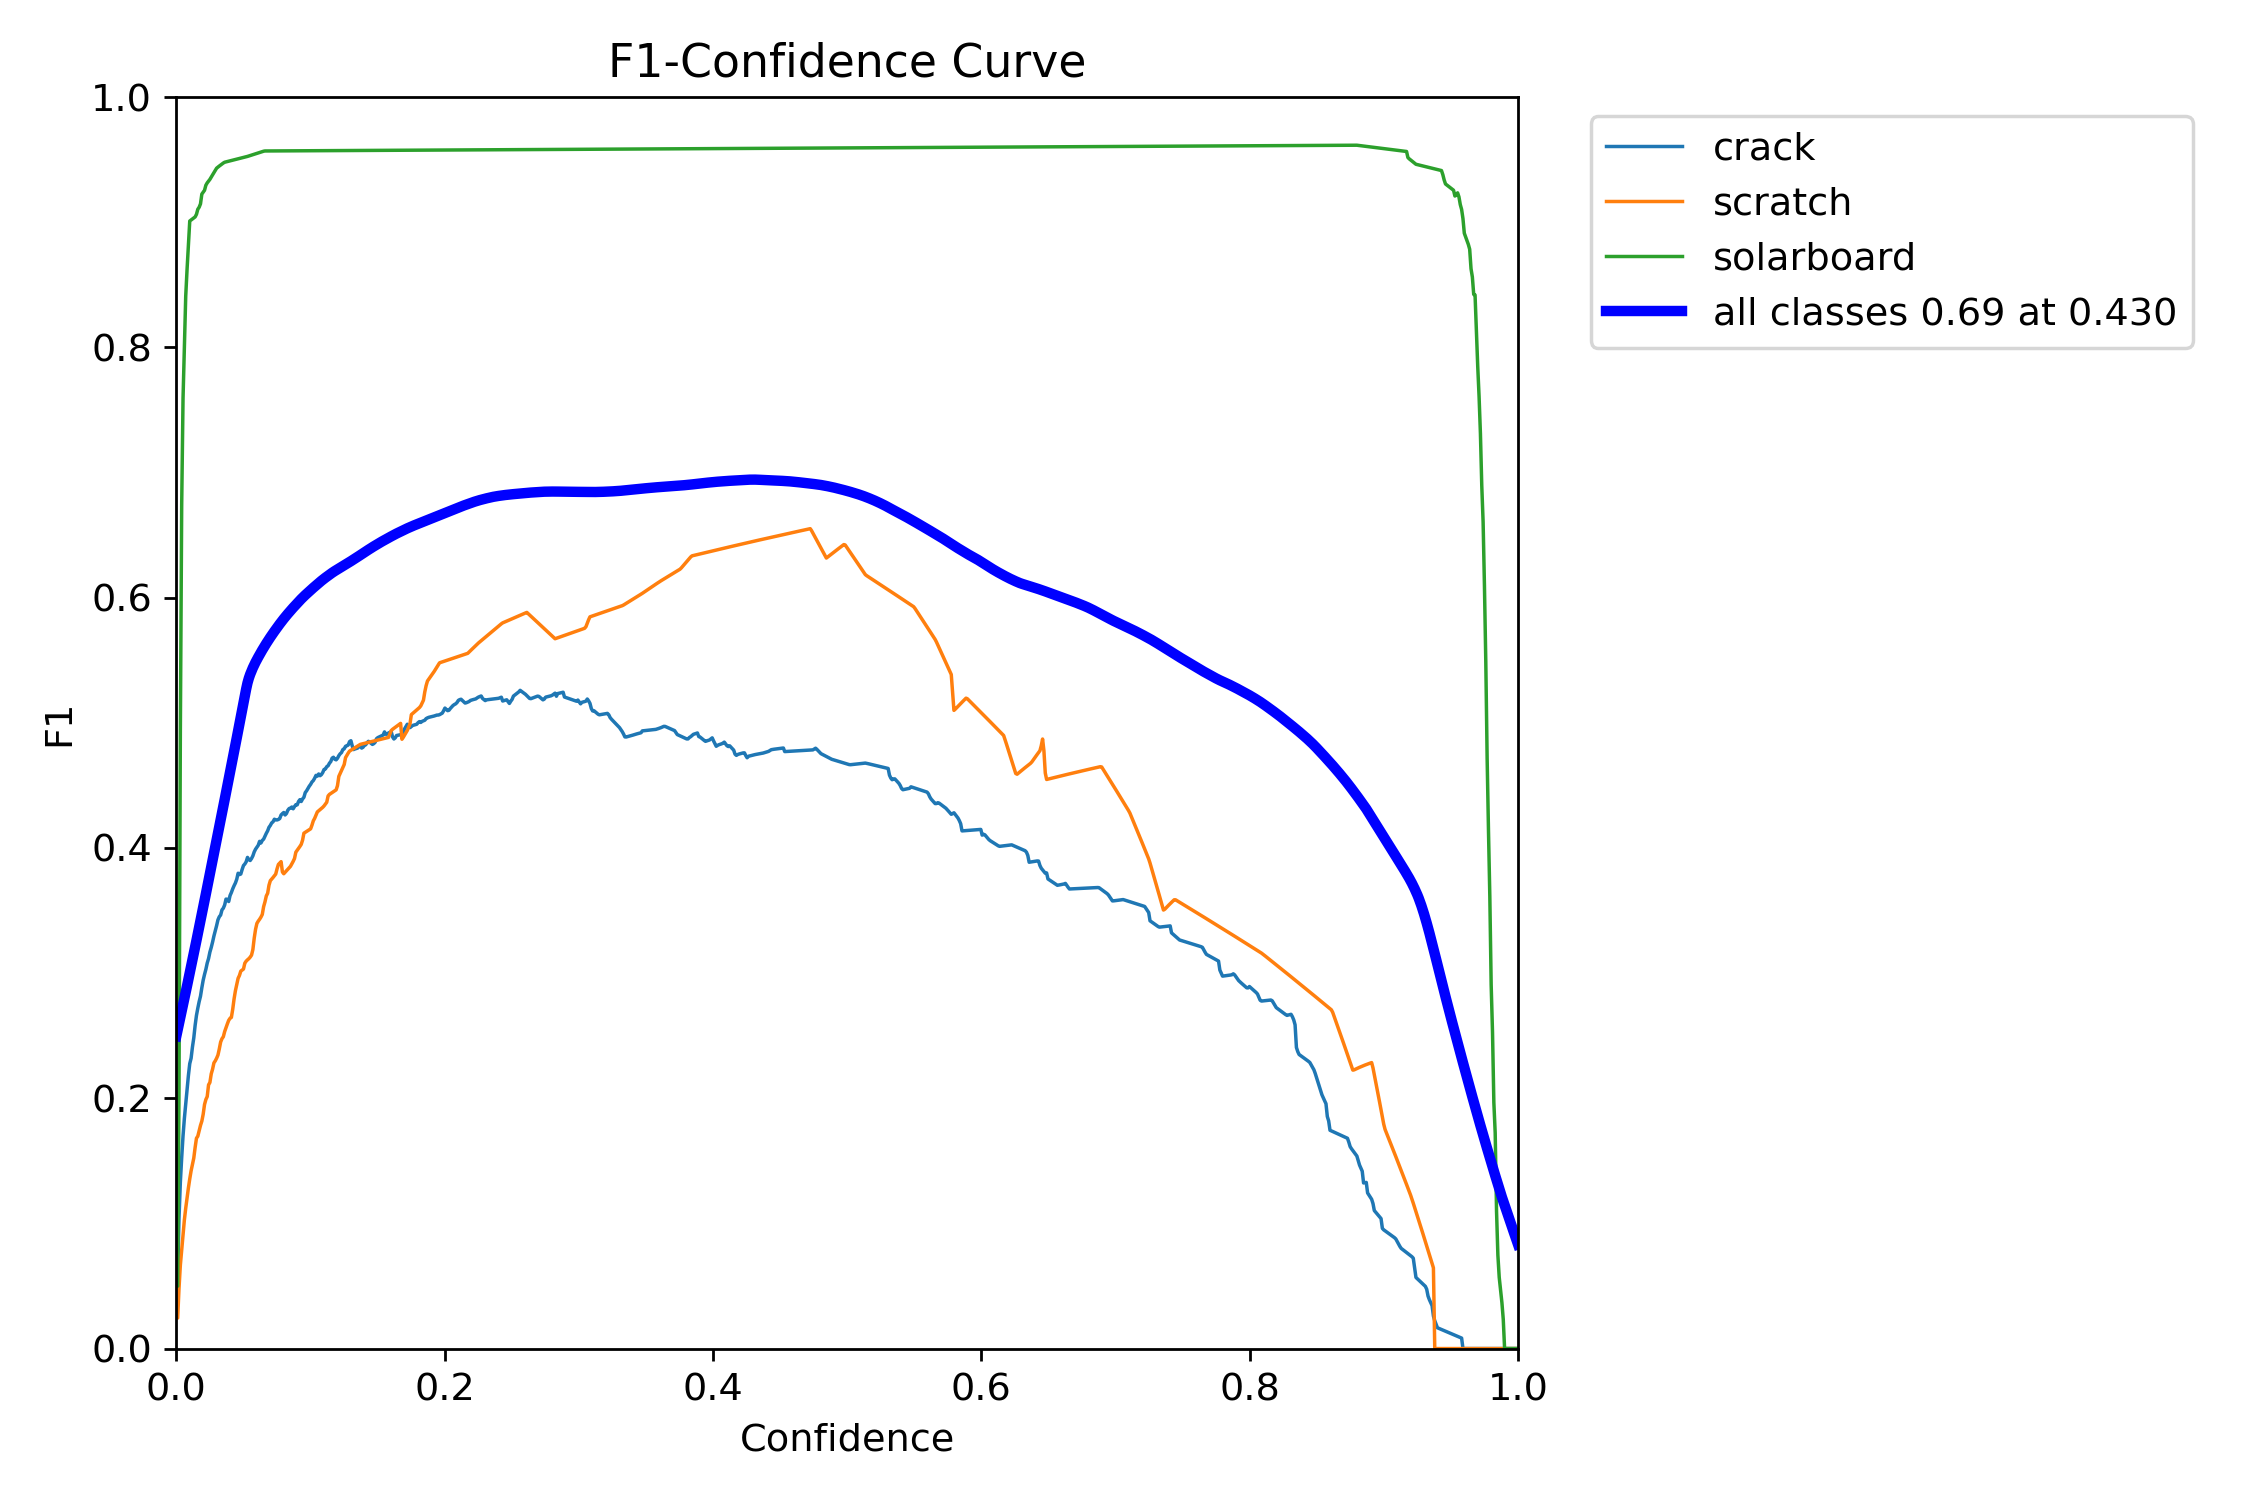 F1-Confidence Curve
1.0
0.8
0.6
0.4
0.2
0.0
F1
0.0 0.2 0.4 0.6 0.8 1.0
Confidence
crack
scratch
solarboard
all classes 0.69 at 0.430